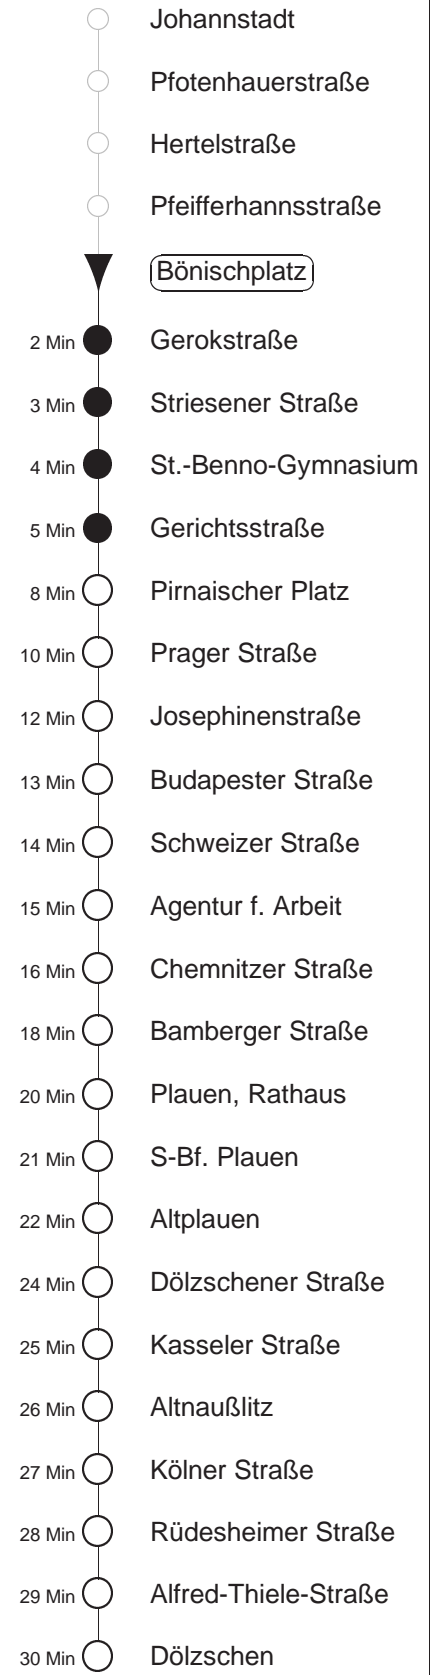 Johannstadt
Pfotenhauerstraße
Hertelstraße
Pfeifferhannsstraße
Bönischplatz
2 Min Gerokstraße
3 Min Striesener Straße
4 Min St.-Benno-Gymnasium
5 Min Gerichtsstraße
8 Min Pirnaischer Platz
10 Min Prager Straße
12 Min Josephinenstraße
13 Min Budapester Straße
14 Min Schweizer Straße
15 Min Agentur f. Arbeit
16 Min Chemnitzer Straße
18 Min Bamberger Straße
20 Min Plauen, Rathaus
21 Min S-Bf. Plauen
22 Min Altplauen
24 Min Dölzschener Straße
25 Min Kasseler Straße
26 Min Altnaußlitz
27 Min Kölner Straße
28 Min Rüdesheimer Straße
29 Min Alfred-Thiele-Straße
30 Min Dölzschen